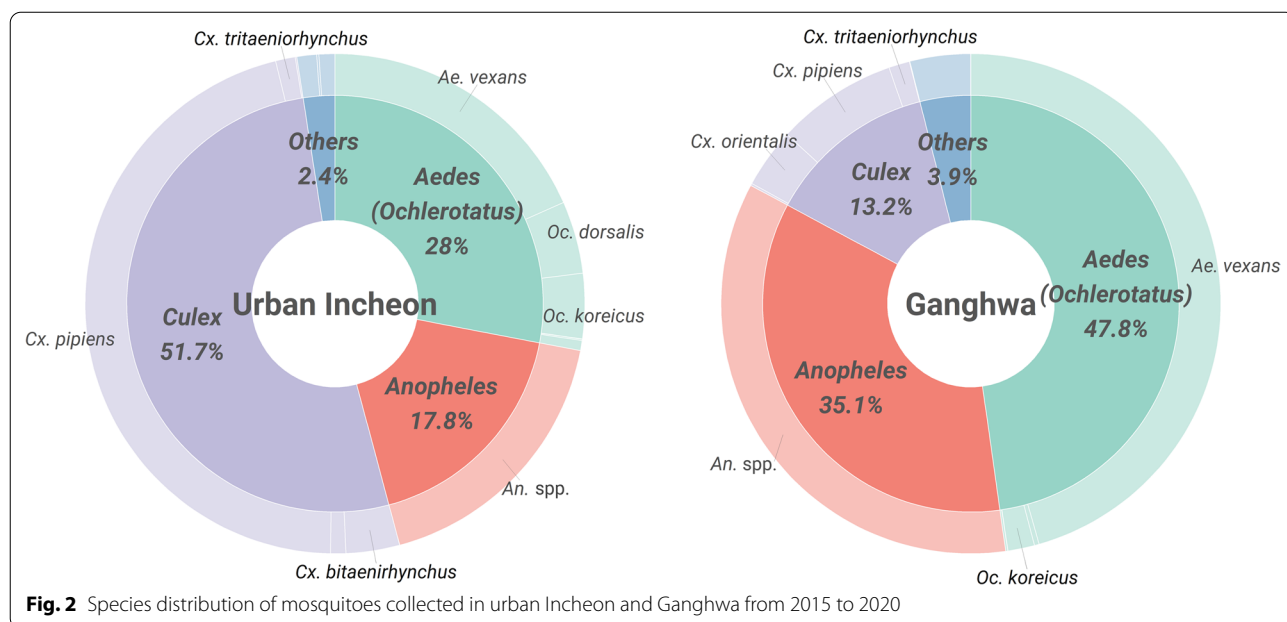 Cx. tritaeniorhynchus
Ae. vexans
Others
2.4%
Aedes
(Ochlerotatus)
28%
Oc. dorsalis
Urban Incheon
Oc. koreicus
Culex
51.7%
Cx. pipiens
Anopheles
17.8%
An. spp.
Cx. bitaenirhynchus
Cx. tritaeniorhynchus
Cx. pipiens
Cx. orientalis
Others
3.9%
Culex
13.2%
Aedes
(Ochlerotatus)
47.8%
Ae. vexans
Ganghwa
Anopheles
35.1%
An. spp.
Oc. koreicus
Fig. 2 Species distribution of mosquitoes collected in urban Incheon and Ganghwa from 2015 to 2020